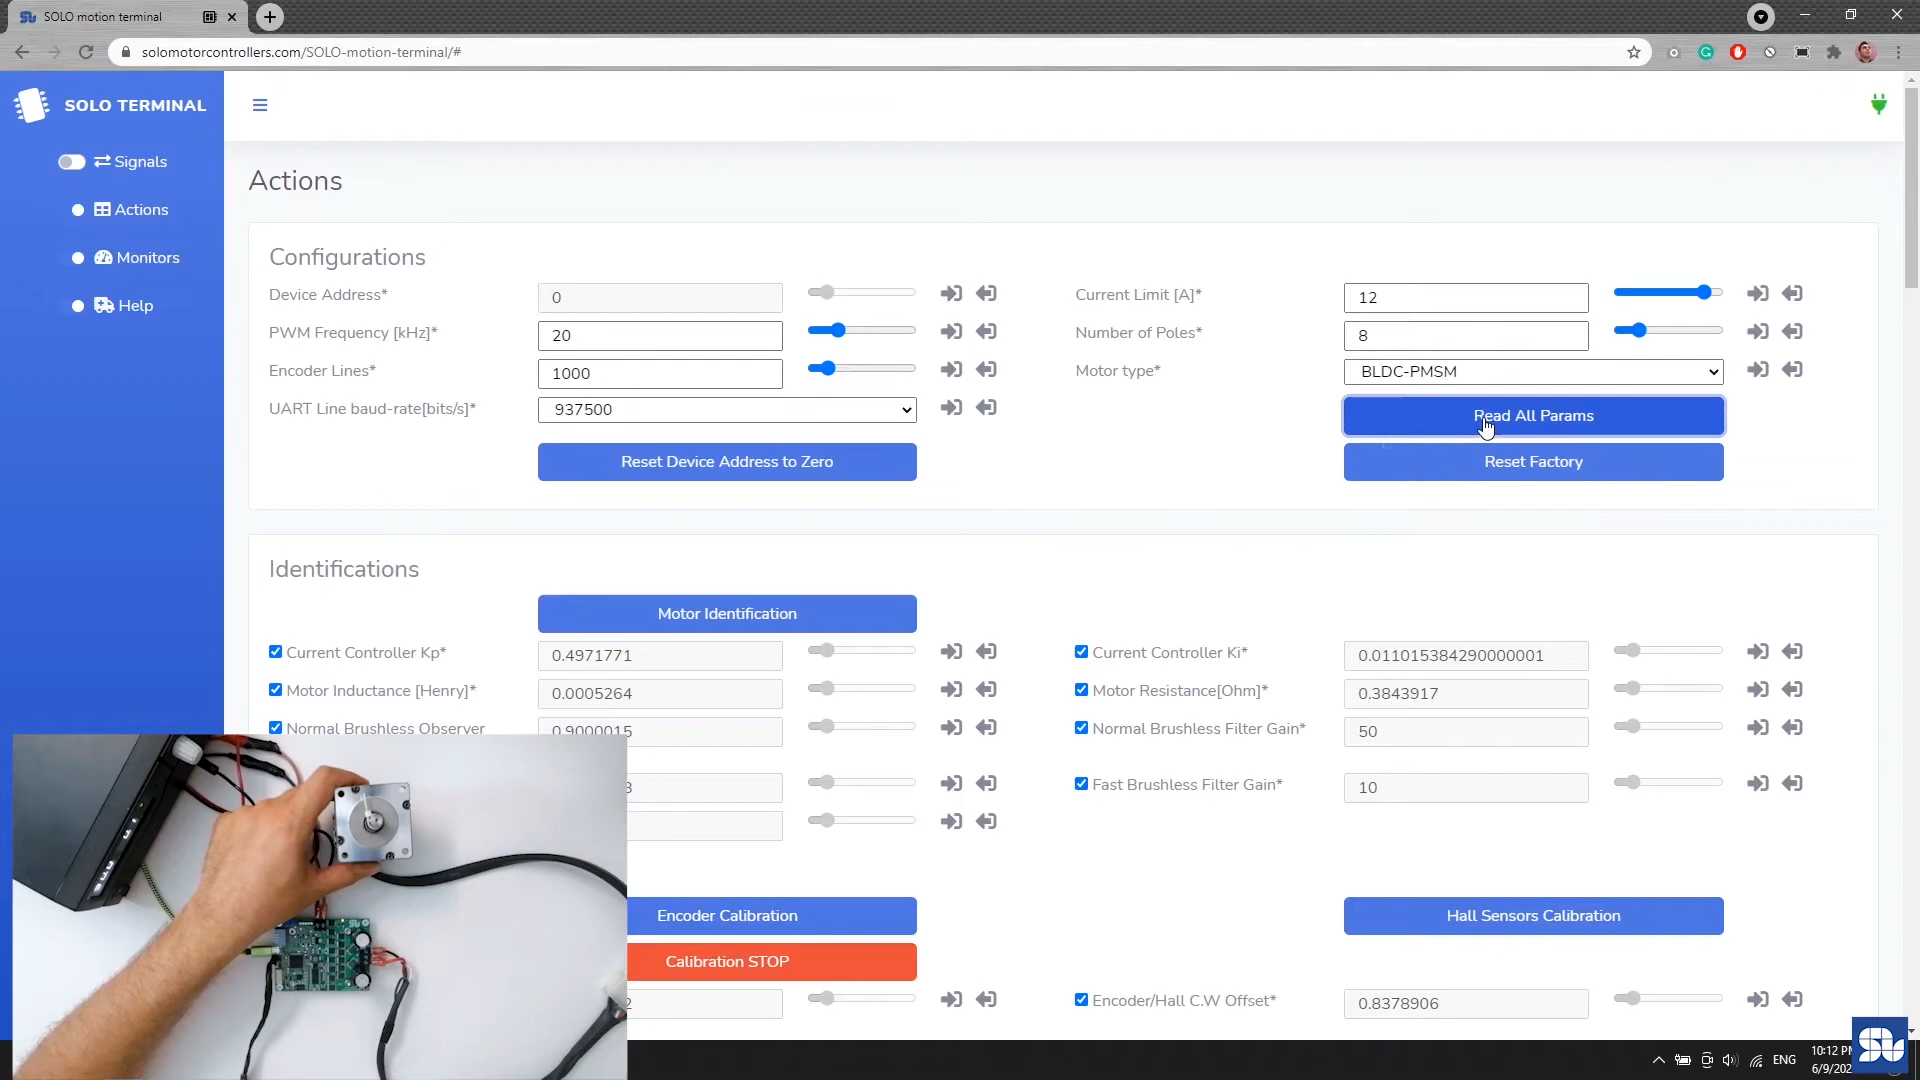 SOLO motion terminal
solomotorcontrollers.com/SOLO-motion-terminal/#
SOLO TERMINAL
Signals
Actions
Monitors
Help
Actions
Configurations
Device Address* 0 Current Limit [A]* 12
PWM Frequency [kHz]* 20 Number of Poles* 8
Encoder Lines* 1000 Motor type* BLDC-PMSM
UART Line baud-rate[bits/s]* 937500 Read All Params
Reset Device Address to Zero Reset Factory
Identifications
Motor Identification
Current Controller Kp* 0.4971771 Current Controller Ki* 0.011015384290000001
Motor Inductance [Henry]* 0.0005264 Motor Resistance[Ohm]* 0.3843917
Normal Brushless Observer 0.9000015 Normal Brushless Filter Gain* 50
Fast Brushless Filter Gain* 10
Encoder Calibration Hall Sensors Calibration
Calibration STOP
Encoder/Hall C.W Offset* 0.8378906
ENG
10:12
6/9/202